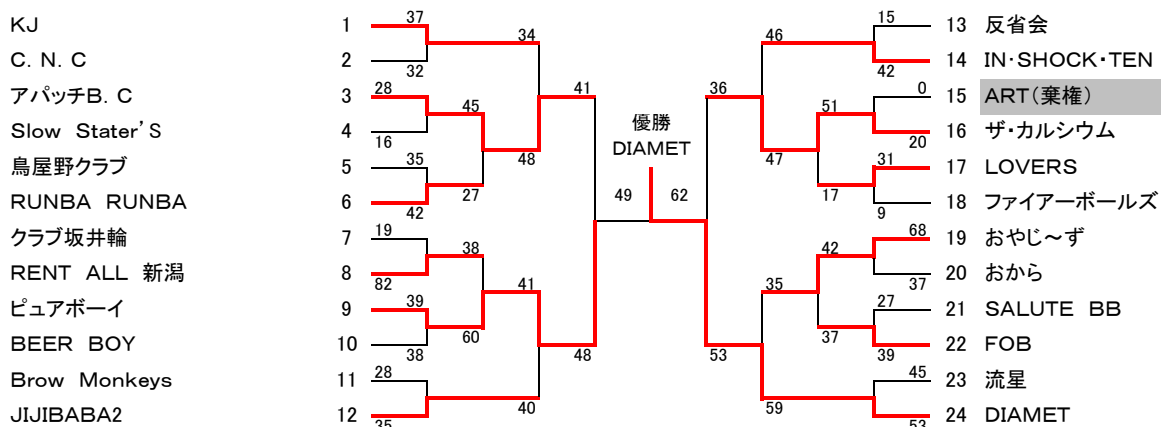 KJ 1 37 34 46 15 13 反省会
C. N. C 2 32 42 14 IN・SHOCK・TEN
アパッチB. C 3 28 45 41 36 51 0 15 ART(棄権)
Slow Stater'S 4 16 48 優勝 47 20 16 ザ・カルシウム
DIAMET
鳥屋野クラブ 5 35 27 17 31 17 LOVERS
RUNBA RUNBA 6 42 49 62 9 18 ファイアーボールズ
クラブ坂井輪 7 19 38 42 68 19 おやじ〜ず
RENT ALL 新潟 8 82 41 35 37 20 おから
ピュアボーイ 9 39 60 37 27 21 SALUTE BB
BEER BOY 10 38 48 53 39 22 FOB
Brow Monkeys 11 28 40 59 45 23 流星
JIJIBABA2 12 35 53 24 DIAMET